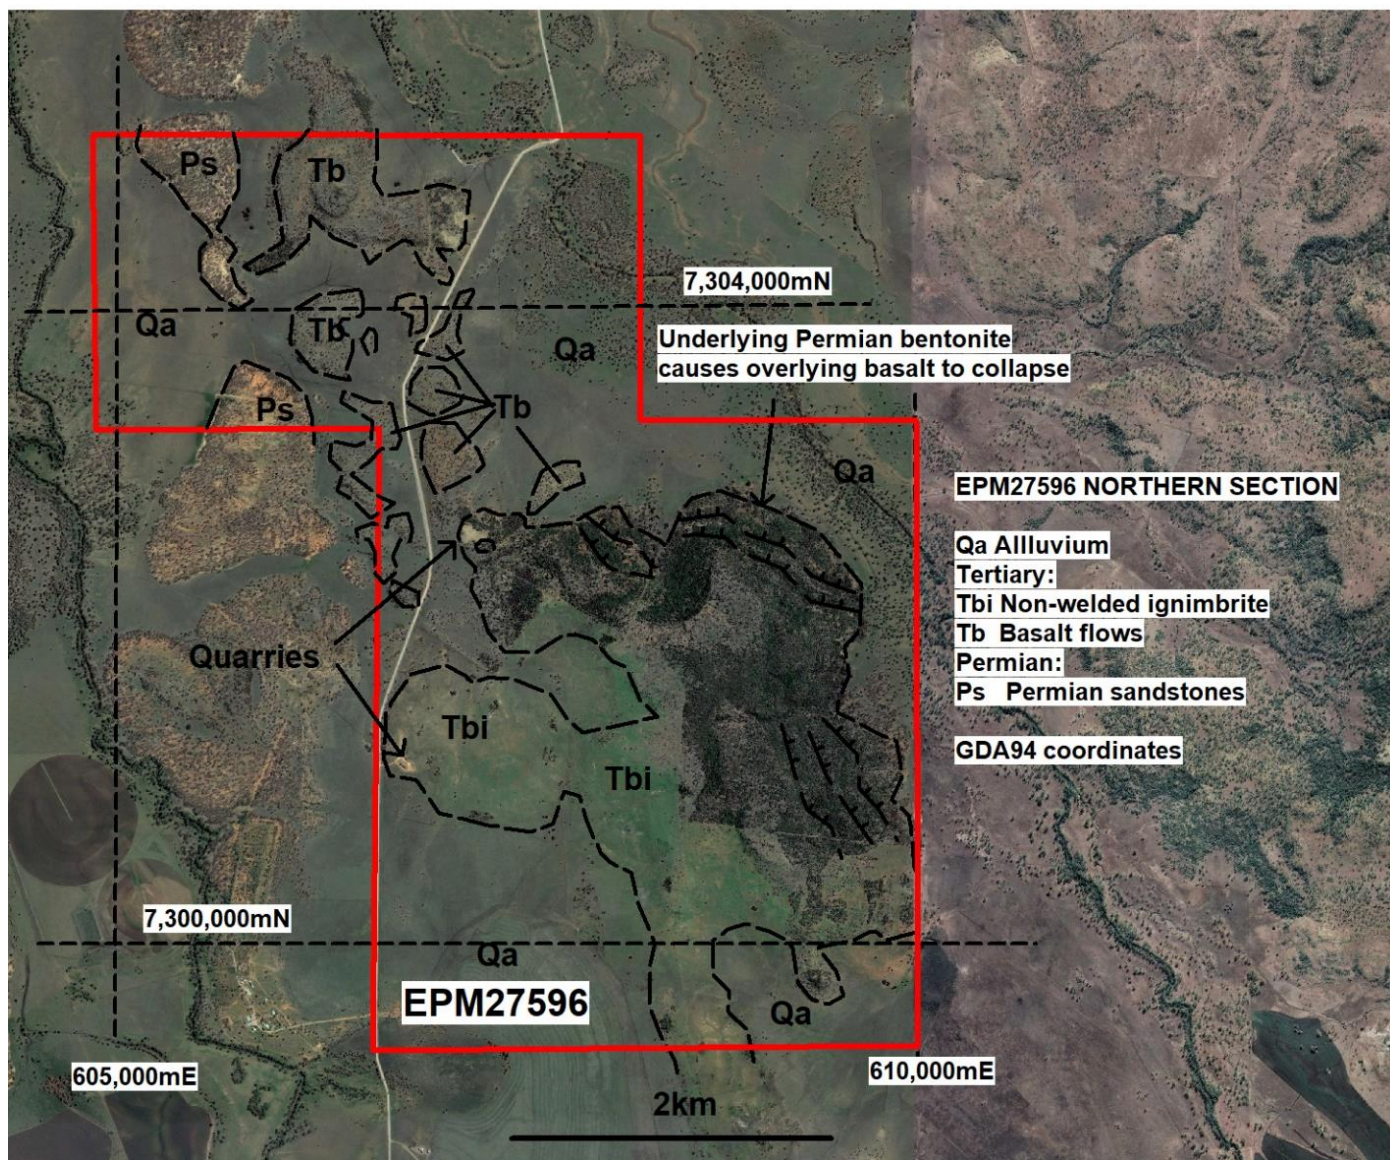 Ps
Tb
7,304,000mN
Qa
Tb
Qa
Underlying Permian bentonite
causes overlying basalt to collapse
Ps
Tb
Qa
EPM27596 NORTHERN SECTION
Qa Allluvium
Tertiary:
Tbi Non-welded ignimbrite
Tb Basalt flows
Permian:
Ps Permian sandstones
GDA94 coordinates
Quarries
Tbi
Tbi
7,300,000mN
Qa
EPM27596
Qa
605,000mE
610,000mE
2km